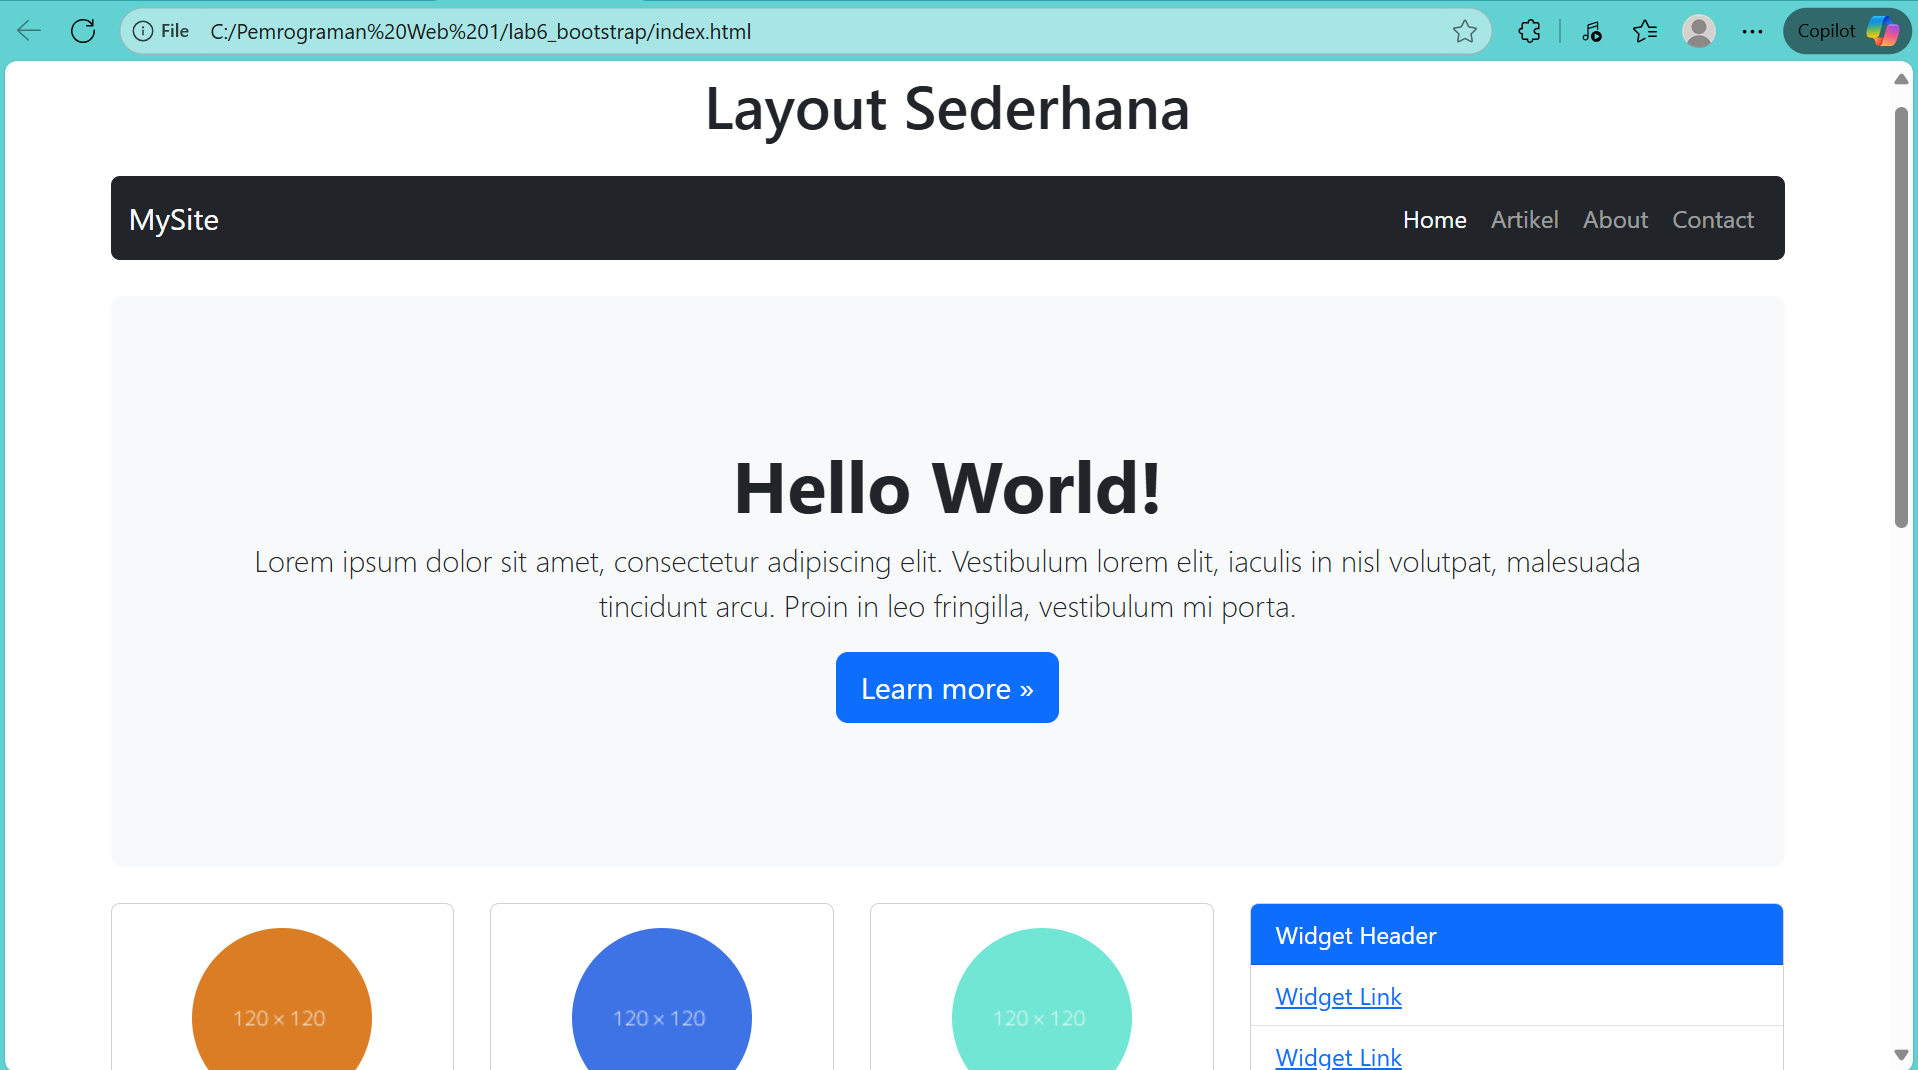 File C:/Pemrograman%20Web%201/lab6_bootstrap/index.html
Copilot
Layout Sederhana
MySite Home Artikel About Contact
Hello World!
Lorem ipsum dolor sit amet, consectetur adipiscing elit. Vestibulum lorem elit, iaculis in nisl volutpat, malesuada
tincidunt arcu. Proin in leo fringilla, vestibulum mi porta.
Learn more »
120 × 120
120 × 120
120 × 120
Widget Header
Widget Link
Widget Link